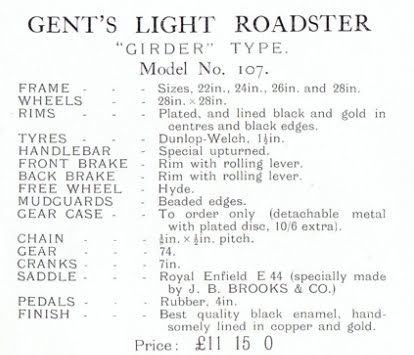 GENT'S LIGHT ROADSTER
"GIRDER" TYPE.
Model No. 107.
FRAME - - - Sizes, 22in., 24in., 26in. and 28in.
WHEELS - - - 28in. × 28in.
RIMS - - - Plated, and lined black and gold in
centres and black edges.
TYRES - - - Dunlop-Welch, 1½in.
HANDLEBAR - - Special upturned.
FRONT BRAKE - - Rim with rolling lever.
BACK BRAKE - - Rim with rolling lever.
FREE WHEEL - - Hyde.
MUDGUARDS - - Beaded edges.
GEAR CASE - - - To order only (detachable metal
with plated disc, 10/6 extra).
CHAIN - - - ½in. × ⅛in. pitch.
GEAR - - - 74.
CRANKS - - - 7in.
SADDLE - - - Royal Enfield E 44 (specially made
by J. B. BROOKS & CO.)
PEDALS - - - Rubber, 4in.
FINISH - - - Best quality black enamel, hand-
somely lined in copper and gold.
Price: £11 15 0